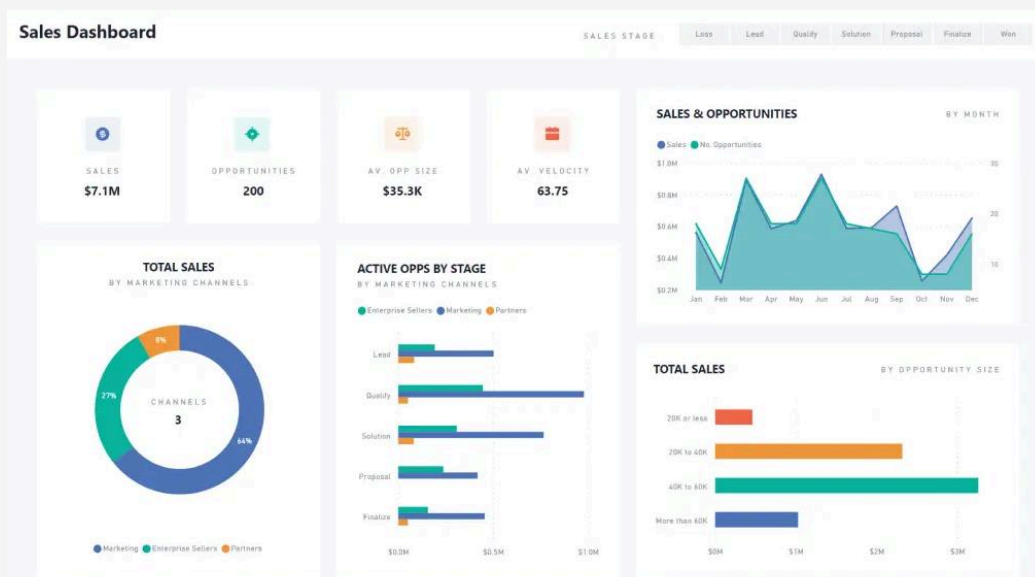 Sales Dashboard
SALES STAGE
Loss Lead Qualify Solution Proposal Finalize Won
SALES
$7.1M
OPPORTUNITIES
200
AV. OPP SIZE
$35.3K
AV. VELOCITY
63.75
SALES & OPPORTUNITIES
BY MONTH
Sales No. Opportunities
$1.0M
$0.8M
$0.6M
$0.4M
$0.2M
35
20
10
Jan Feb Mar Apr May Jun Jul Aug Sep Oct Nov Dec
TOTAL SALES
BY MARKETING CHANNELS
8%
27%
64%
CHANNELS
3
Marketing Enterprise Sellers Partners
ACTIVE OPPS BY STAGE
BY MARKETING CHANNELS
Enterprise Sellers Marketing Partners
Lead
Qualify
Solution
Proposal
Finalize
$0.0M $0.5M $1.0M
TOTAL SALES
BY OPPORTUNITY SIZE
20K or less
20K to 40K
40K to 60K
More than 60K
$0M $1M $2M $3M